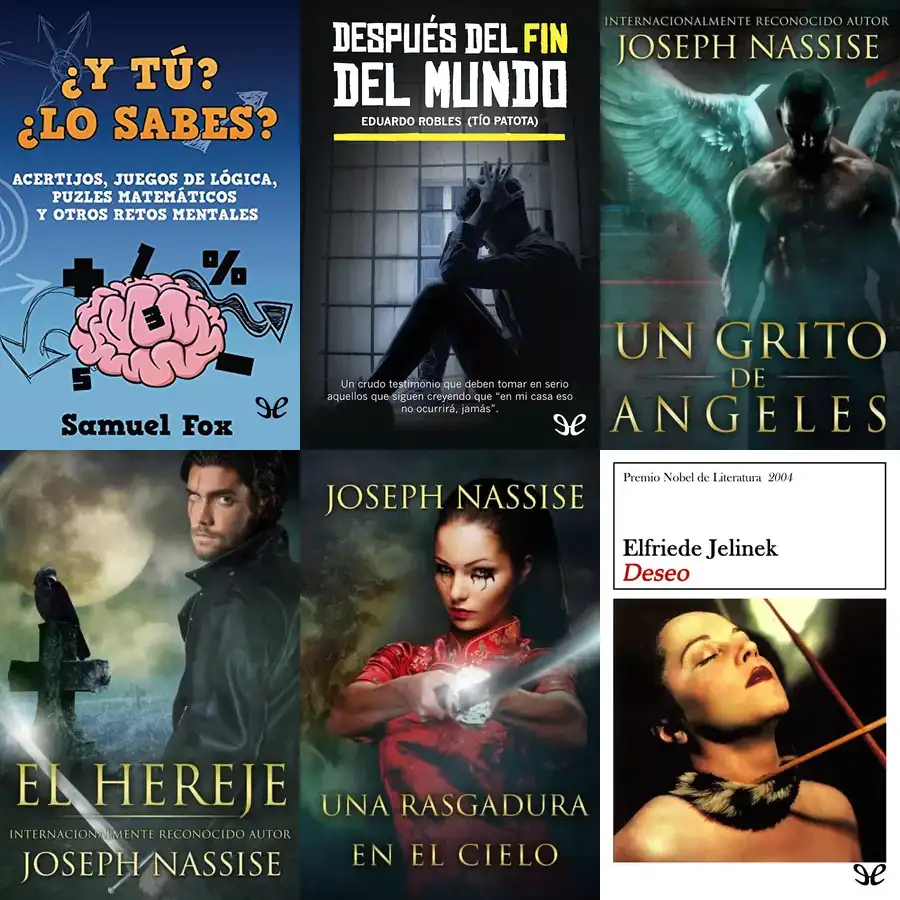 ¿Y TÚ?
¿LO SABES?
ACERTIJOS, JUEGOS DE LÓGICA,
PUZLES MATEMÁTICOS
Y OTROS RETOS MENTALES
%
3
5
Samuel Fox
DESPUÉS DEL FIN
DEL MUNDO
EDUARDO ROBLES (TÍO PATOTA)
Un crudo testimonio que deben tomar en serio
aquellos que siguen creyendo que “en mi casa eso
no ocurrirá, jamás”.
INTERNACIONALMENTE RECONOCIDO AUTOR
JOSEPH NASSISE
UN GRITO
DE
ANGELES
EL HEREJE
INTERNACIONALMENTE RECONOCIDO AUTOR
JOSEPH NASSISE
JOSEPH NASSISE
UNA RASGADURA
EN EL CIELO
Premio Nobel de Literatura 2004
Elfriede Jelinek
Deseo